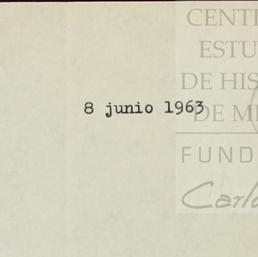 CENT
ESTU
DE HIS
8 junio 1963
DE M
FUND
Carl